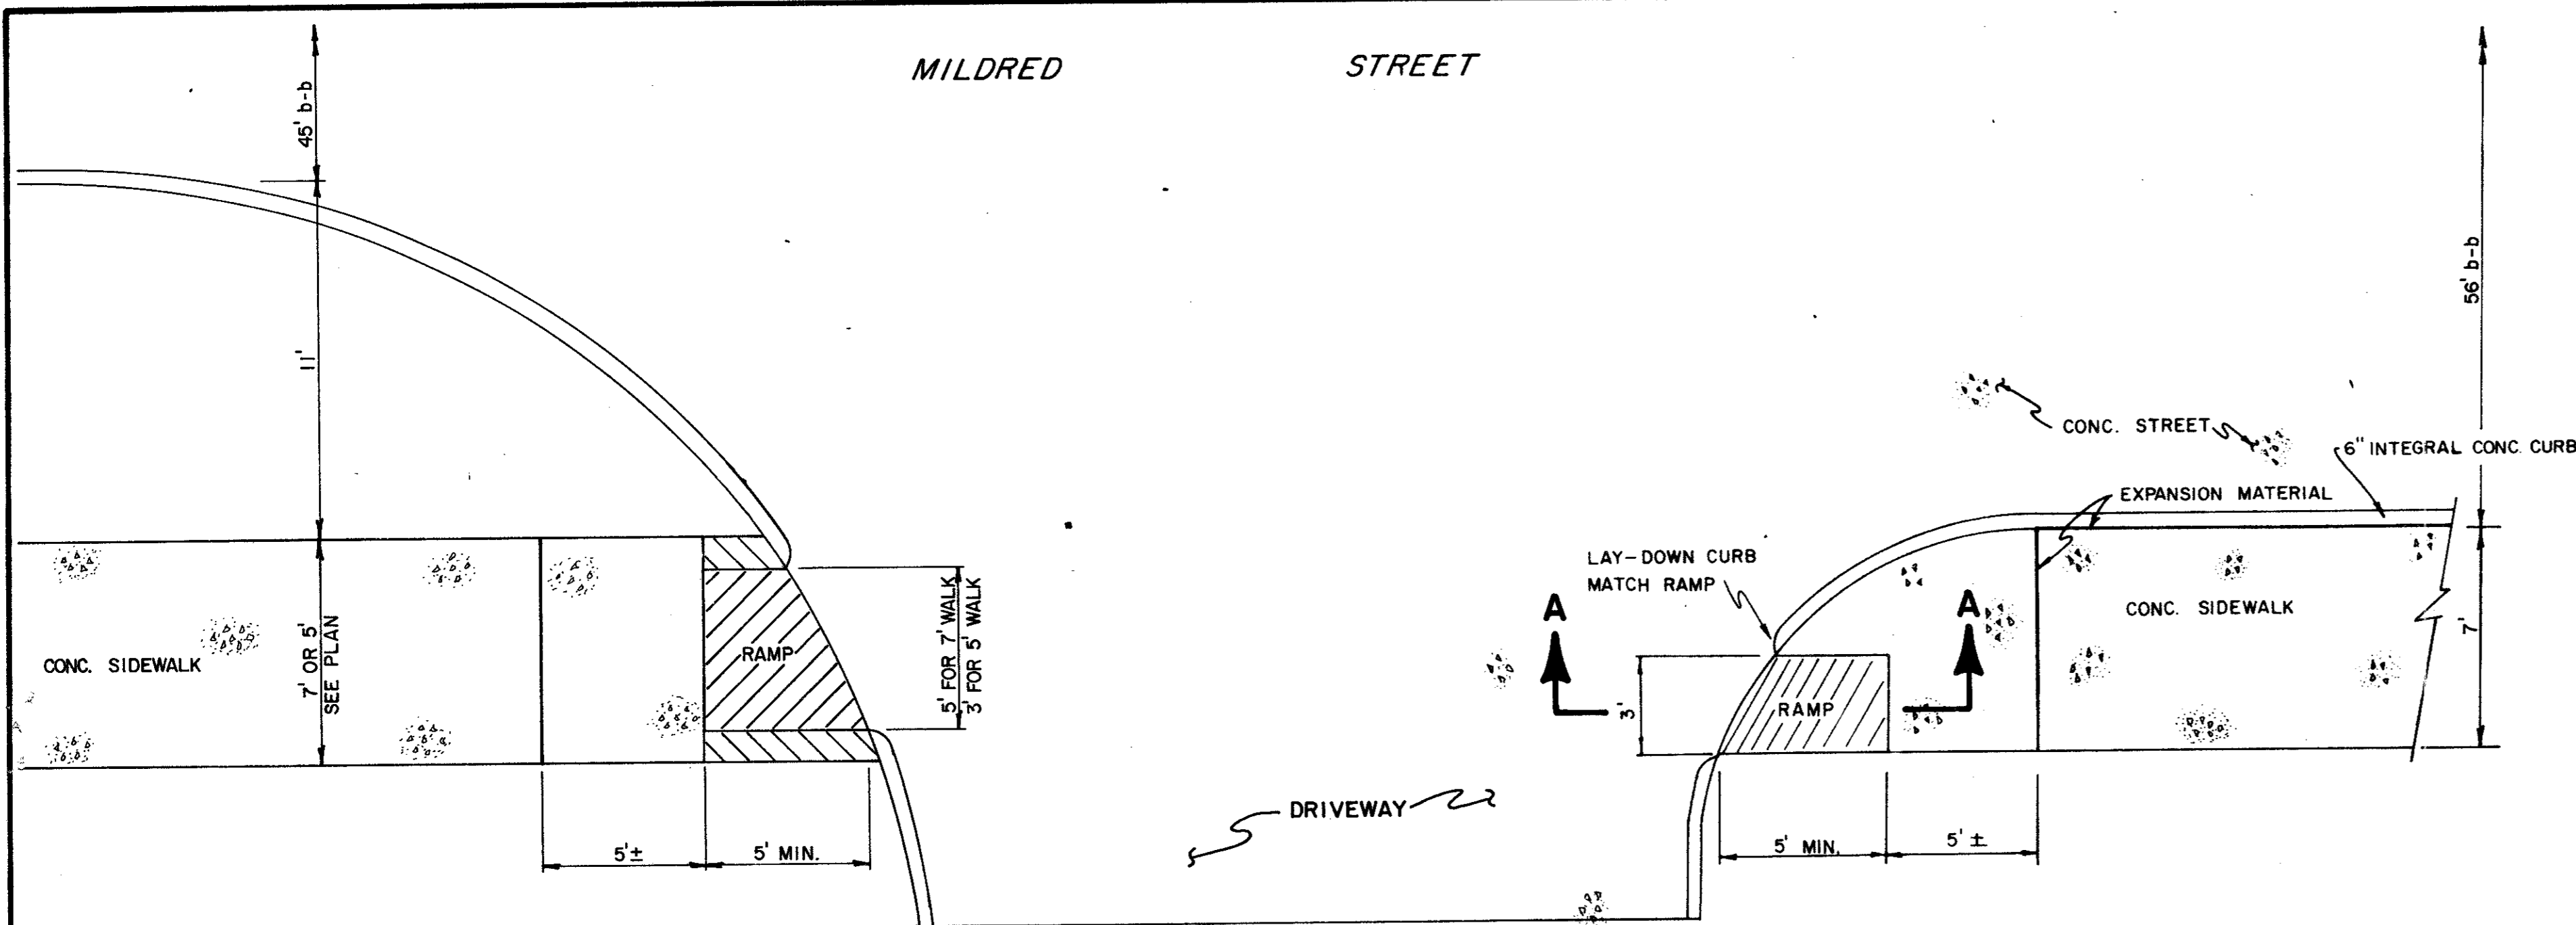 MILDRED STREET
45' b-b
56' b-b
11'
CONC. STREET
6" INTEGRAL CONC. CURB
EXPANSION MATERIAL
LAY-DOWN CURB
MATCH RAMP
A
A
CONC. SIDEWALK
7'
CONC. SIDEWALK
7' OR 5'
SEE PLAN
RAMP
5' FOR 7' WALK
3' FOR 5' WALK
3'
RAMP
DRIVEWAY
5'±
5' MIN.
5' MIN.
5' ±